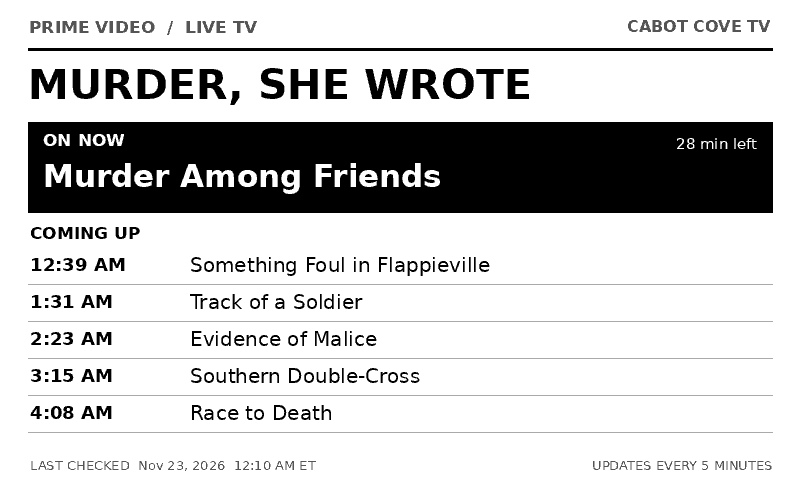 PRIME VIDEO / LIVE TV
CABOT COVE TV
MURDER, SHE WROTE
ON NOW
28 min left
Murder Among Friends
COMING UP
12:39 AM Something Foul in Flappieville
1:31 AM Track of a Soldier
2:23 AM Evidence of Malice
3:15 AM Southern Double-Cross
4:08 AM Race to Death
LAST CHECKED Nov 23, 2026 12:10 AM ET
UPDATES EVERY 5 MINUTES